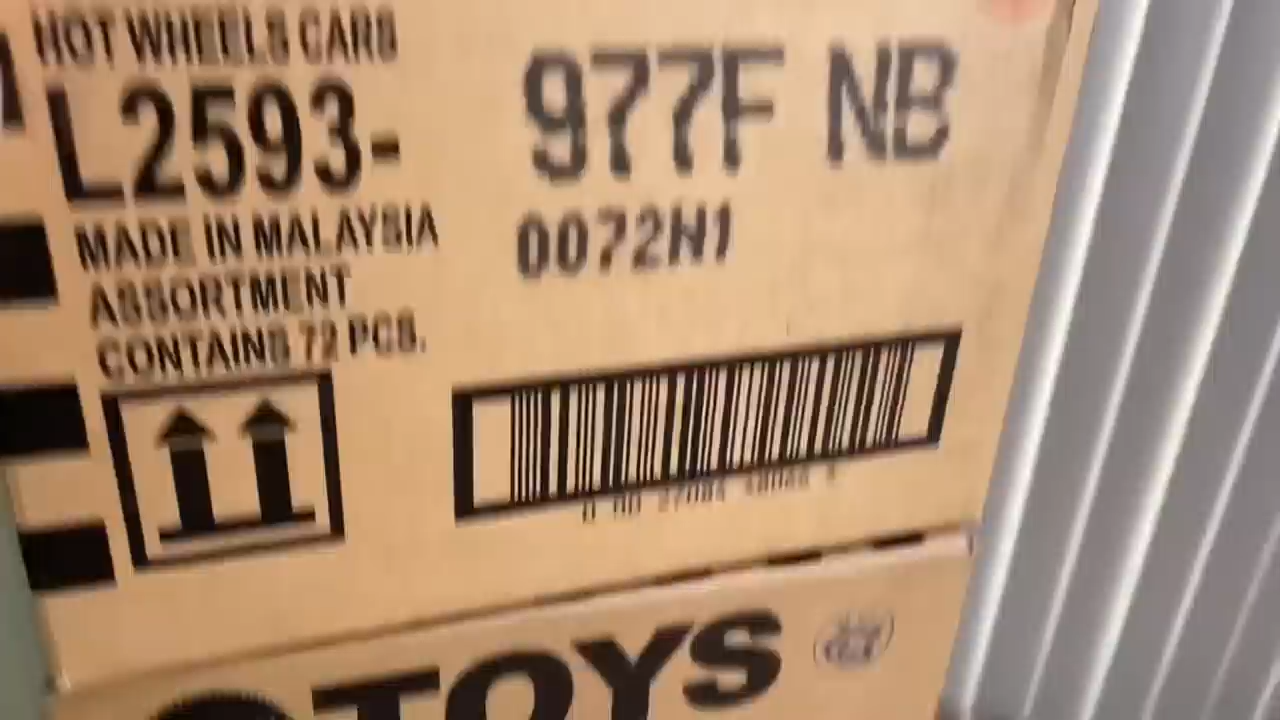 HOT WHEELS CARS
L2593-
MADE IN MALAYSIA
ASSORTMENT
CONTAINS 72 PCS.
977F NB
0072H1
TOYS